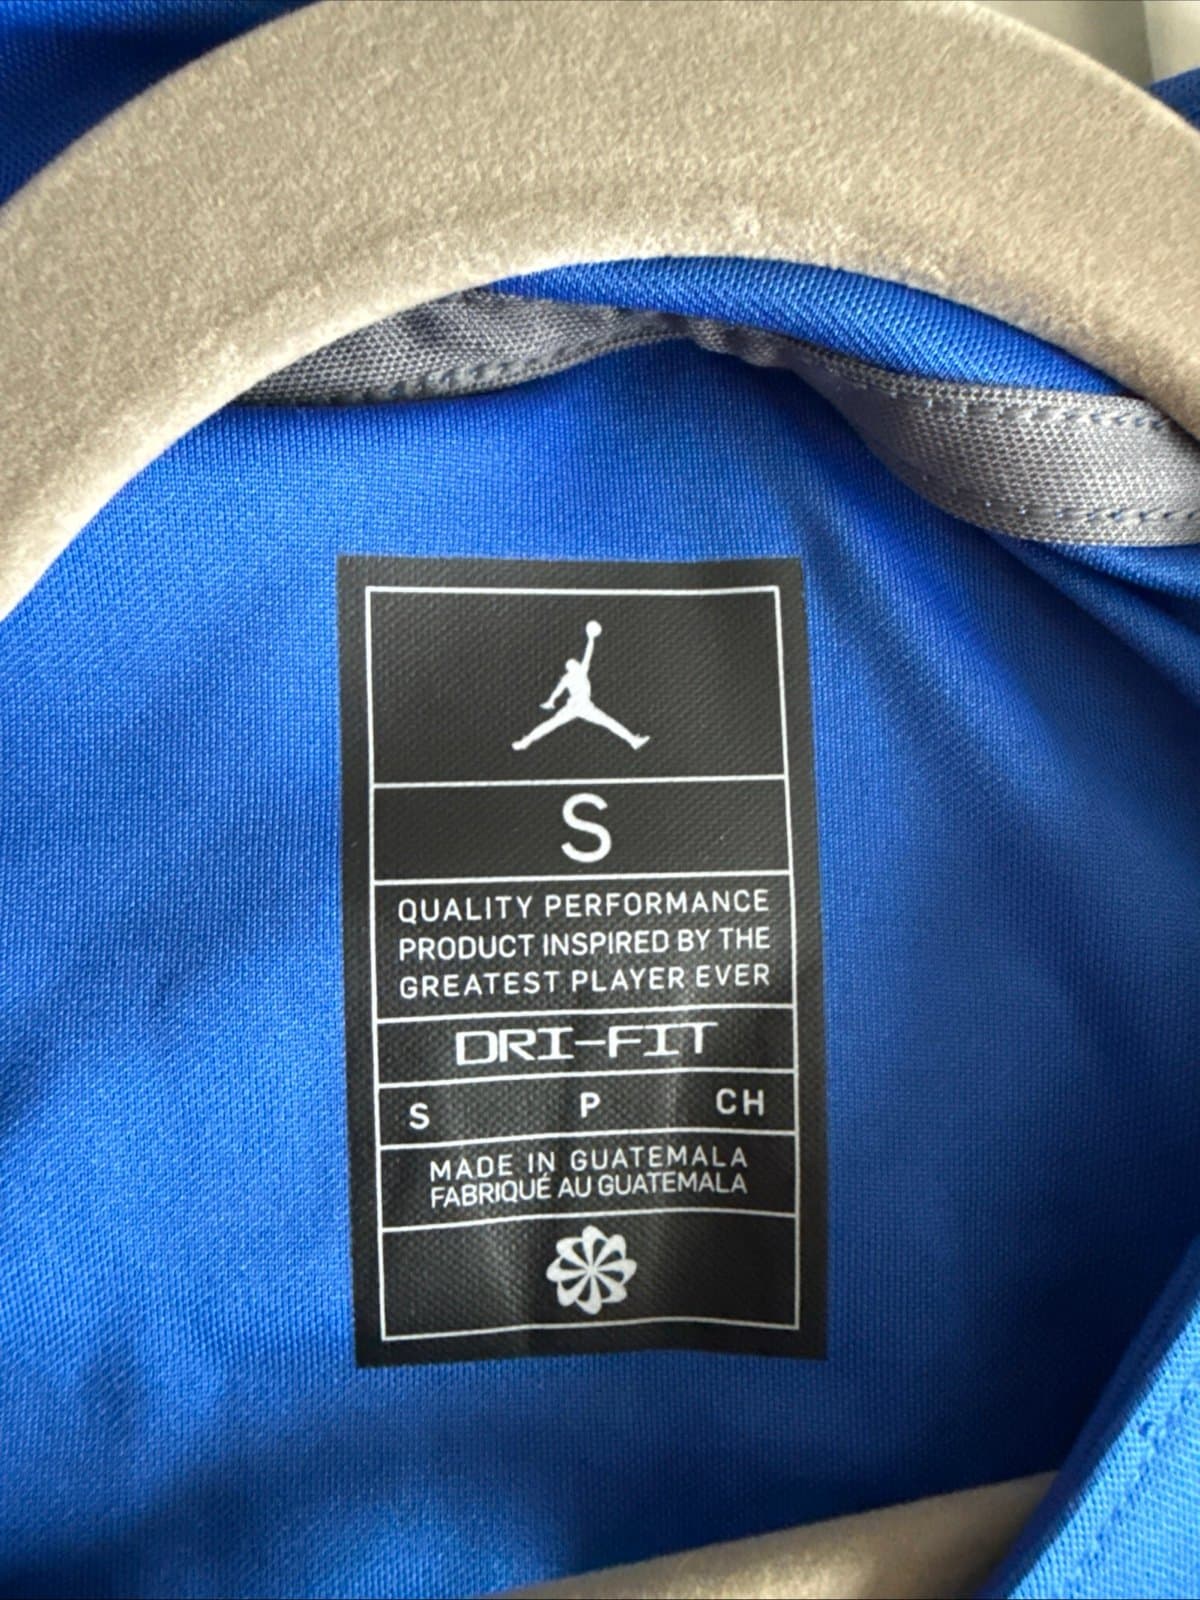 S
QUALITY PERFORMANCE
PRODUCT INSPIRED BY THE
GREATEST PLAYER EVER
DRI-FIT
S P CH
MADE IN GUATEMALA
FABRIQUÉ AU GUATEMALA